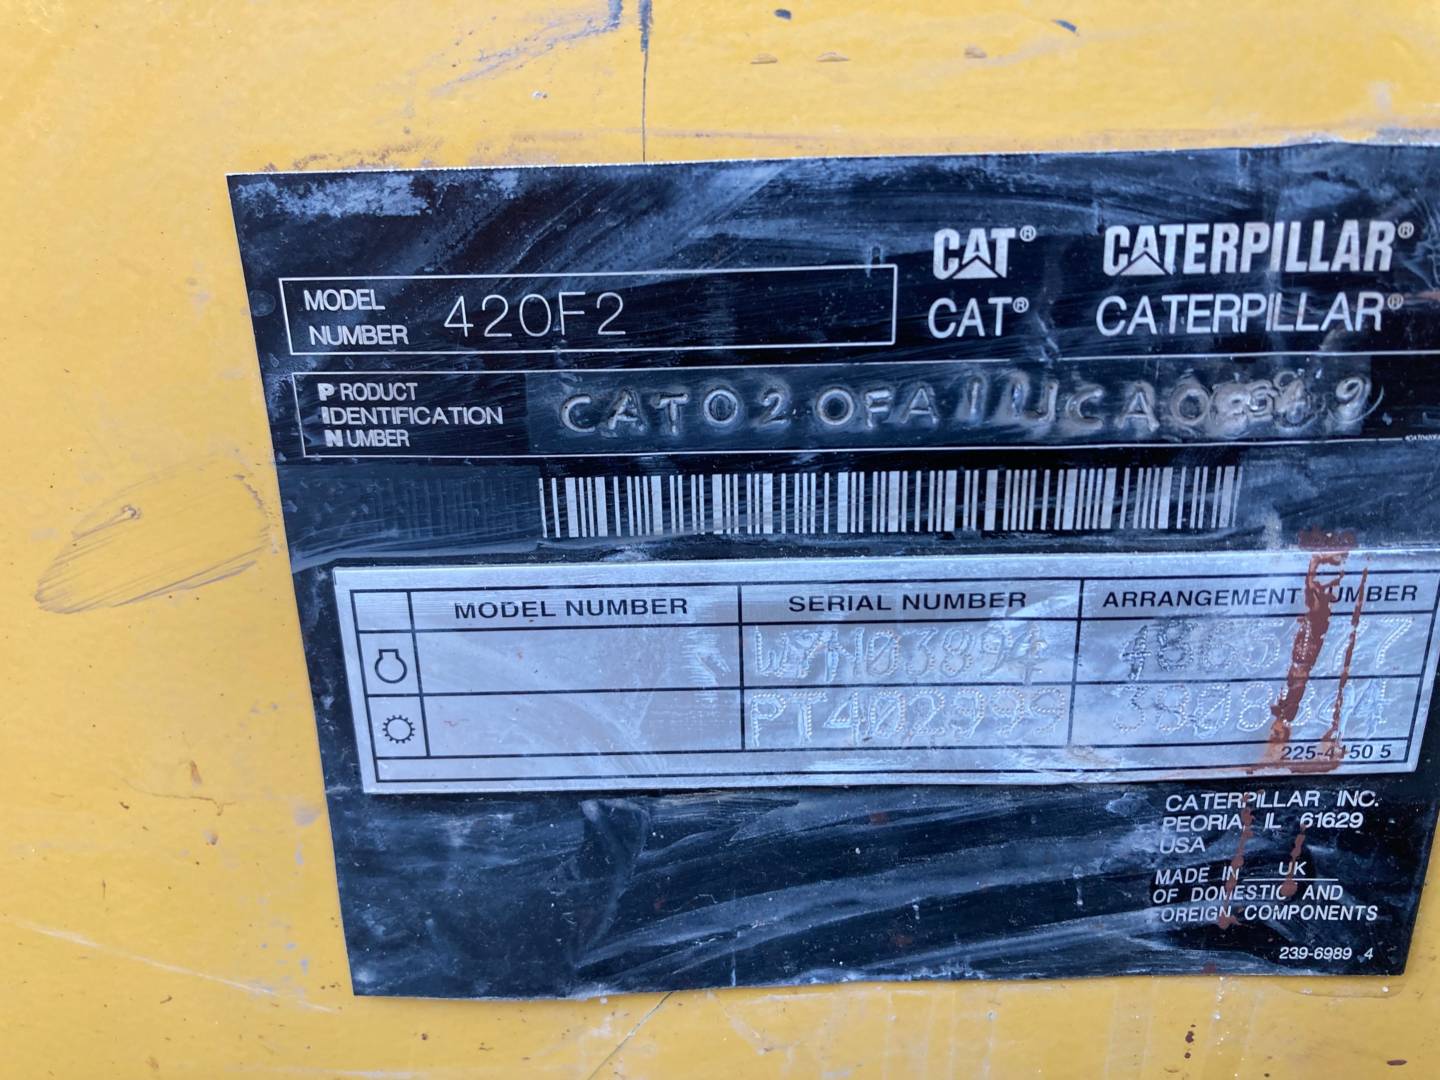 CAT® CATERPILLAR®
MODEL NUMBER 420F2
CAT® CATERPILLAR®
PRODUCT
IDENTIFICATION
NUMBER
MODEL NUMBER SERIAL NUMBER ARRANGEMENT NUMBER
WYN03894
PT402999
225-4150 5
CATERPILLAR INC.
PEORIA, IL 61629
USA
MADE IN UK
OF DOMESTIC AND
FOREIGN COMPONENTS
239-6989 4